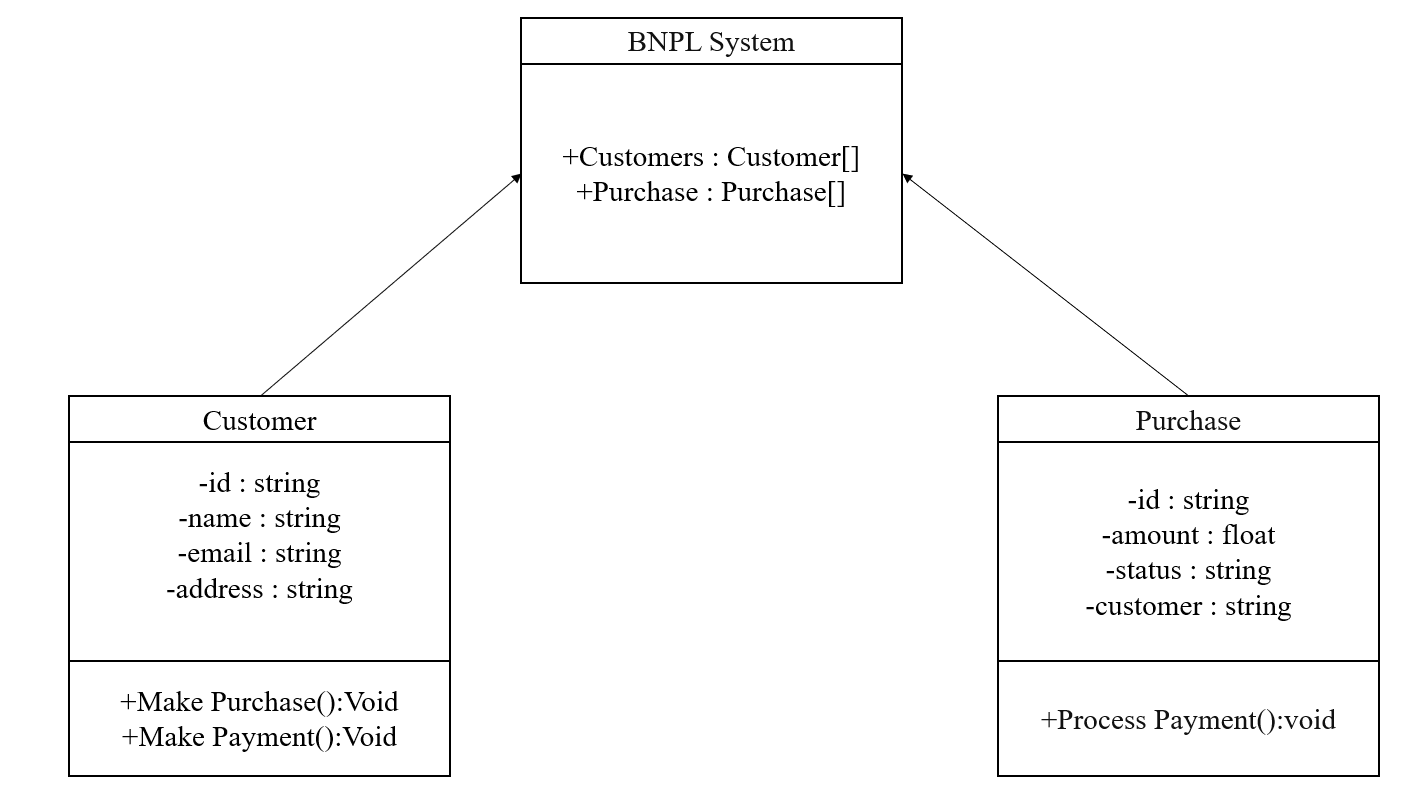 BNPL System
+Customers : Customer[]
+Purchase : Purchase[]
Customer
-id : string
-name : string
-email : string
-address : string
+Make Purchase():Void
+Make Payment():Void
Purchase
-id : string
-amount : float
-status : string
-customer : string
+Process Payment():void